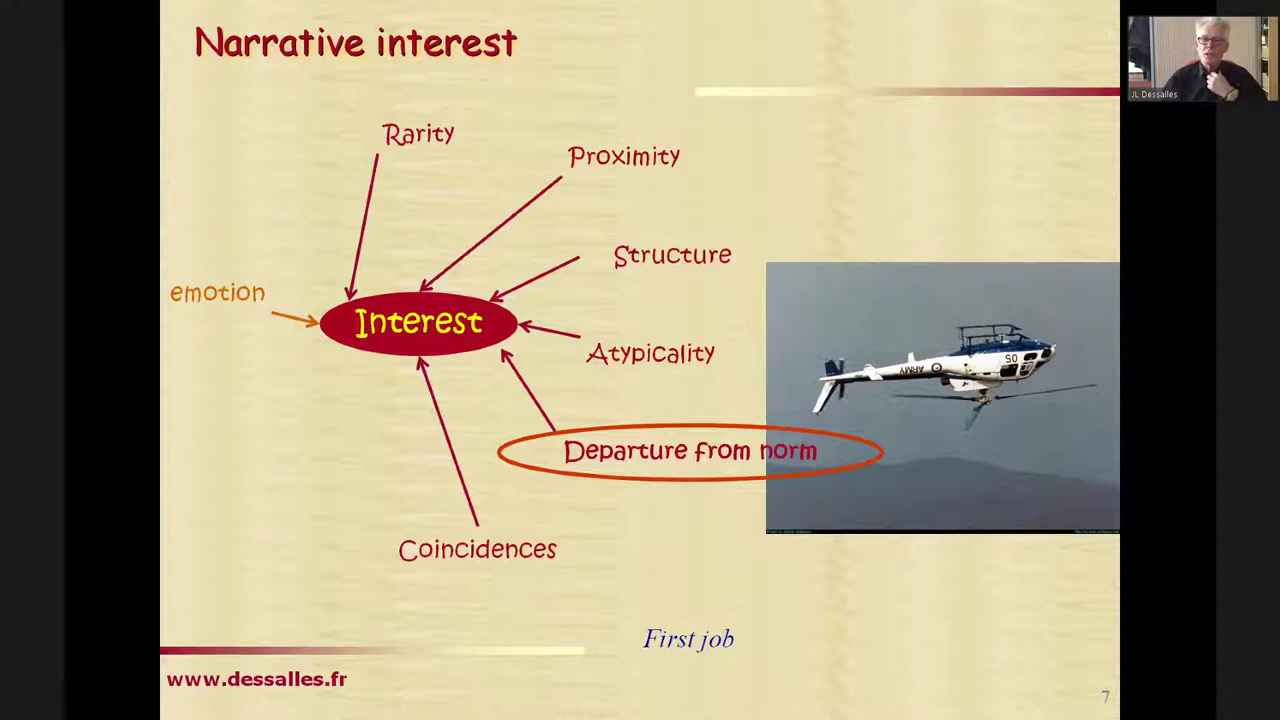 Narrative interest
JL Dessalles
Rarity
Proximity
Structure
emotion
Interest
Atypicality
ARMY
50
Departure from norm
Coincidences
First job
www.dessalles.fr
7